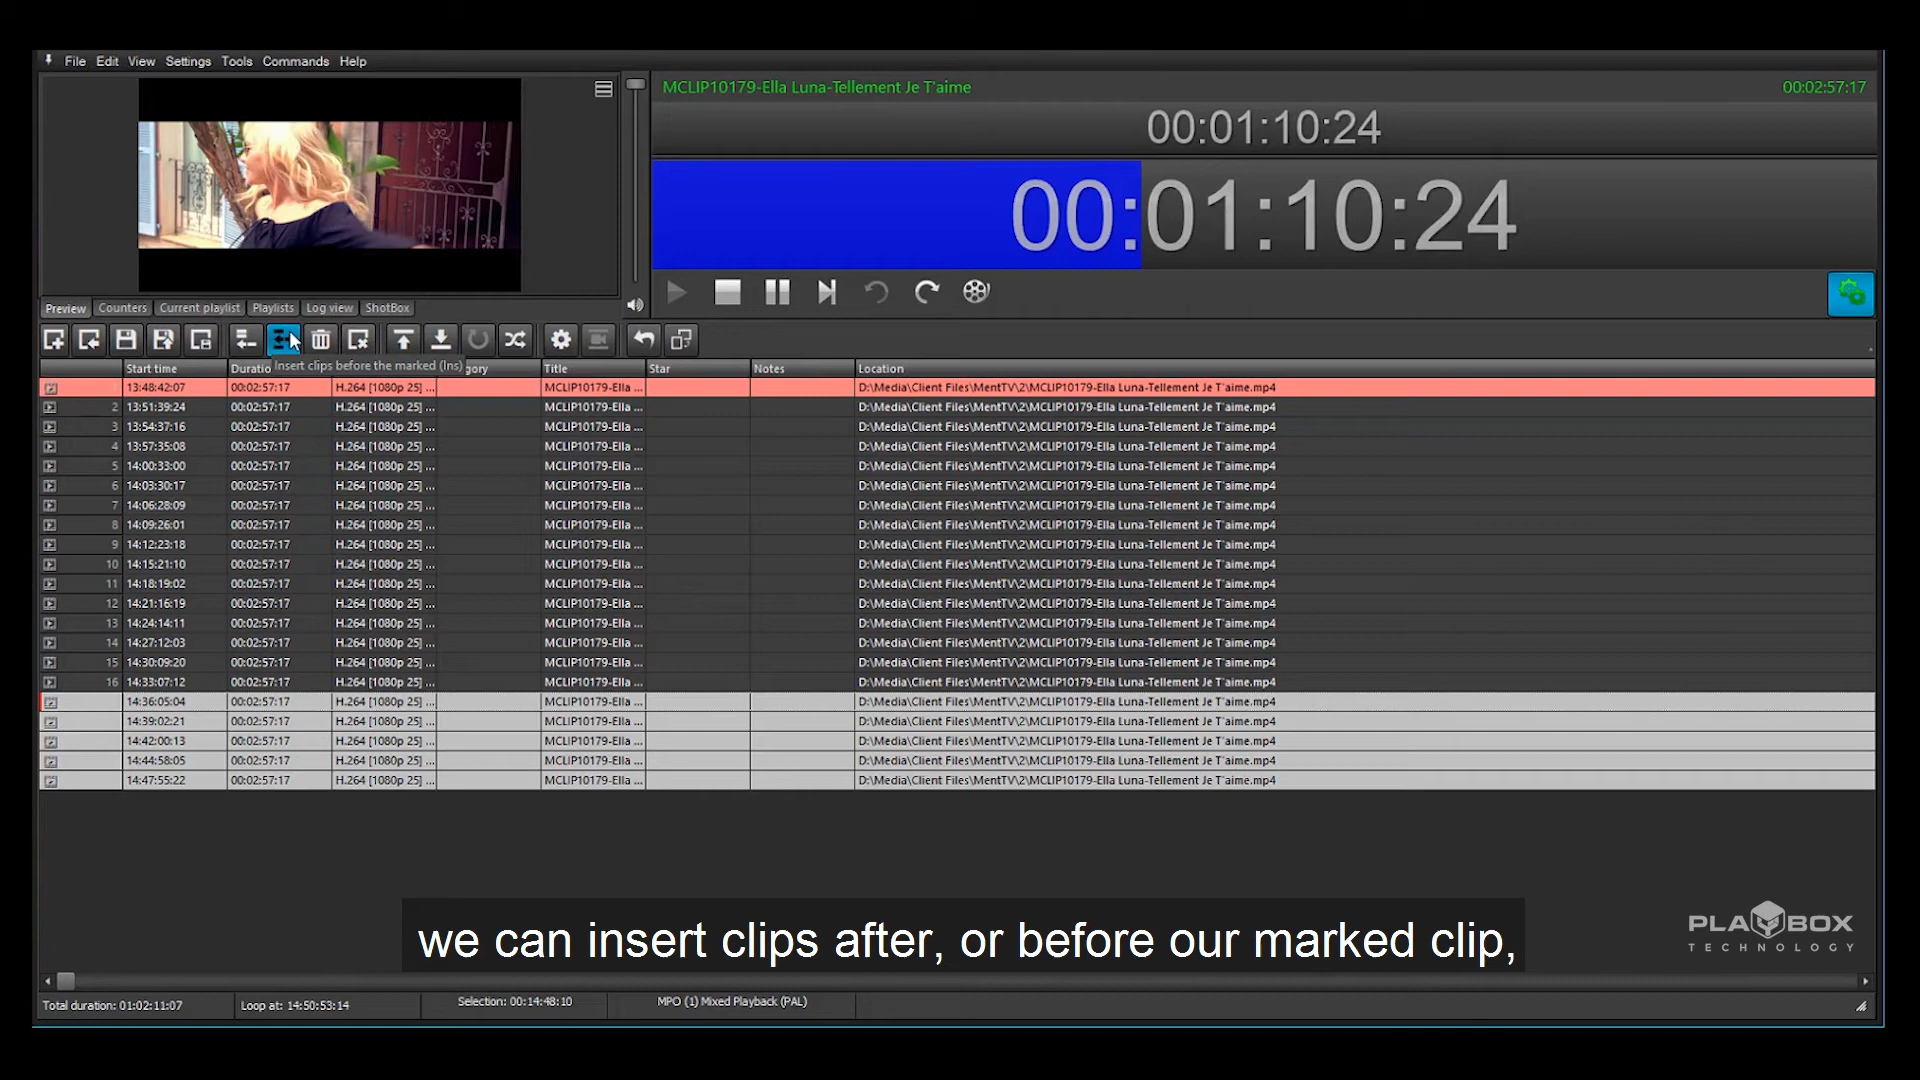 File Edit View Settings Tools Commands Help
MCLIP10179-Ella Luna-Tellement Je T'aime 00:02:57:17
00:01:10:24
00:01:10:24
Preview Counters Current playlist Playlists Log view ShotBox
Insert clips before the marked (Ins)
Start time Duratio gory Title Star Notes Location
13:48:42:07 00:02:57:17 H.264 [1080p 25] ... MCLIP10179-Ella ... D:\Media\Client Files\MentTV\2\MCLIP10179-Ella Luna-Tellement Je T'aime.mp4
2 13:51:39:24 00:02:57:17 H.264 [1080p 25] ... MCLIP10179-Ella ... D:\Media\Client Files\MentTV\2\MCLIP10179-Ella Luna-Tellement Je T'aime.mp4
3 13:54:37:16 00:02:57:17 H.264 [1080p 25] ... MCLIP10179-Ella ... D:\Media\Client Files\MentTV\2\MCLIP10179-Ella Luna-Tellement Je T'aime.mp4
4 13:57:35:08 00:02:57:17 H.264 [1080p 25] ... MCLIP10179-Ella ... D:\Media\Client Files\MentTV\2\MCLIP10179-Ella Luna-Tellement Je T'aime.mp4
5 14:00:33:00 00:02:57:17 H.264 [1080p 25] ... MCLIP10179-Ella ... D:\Media\Client Files\MentTV\2\MCLIP10179-Ella Luna-Tellement Je T'aime.mp4
6 14:03:30:17 00:02:57:17 H.264 [1080p 25] ... MCLIP10179-Ella ... D:\Media\Client Files\MentTV\2\MCLIP10179-Ella Luna-Tellement Je T'aime.mp4
7 14:06:28:09 00:02:57:17 H.264 [1080p 25] ... MCLIP10179-Ella ... D:\Media\Client Files\MentTV\2\MCLIP10179-Ella Luna-Tellement Je T'aime.mp4
8 14:09:26:01 00:02:57:17 H.264 [1080p 25] ... MCLIP10179-Ella ... D:\Media\Client Files\MentTV\2\MCLIP10179-Ella Luna-Tellement Je T'aime.mp4
9 14:12:23:18 00:02:57:17 H.264 [1080p 25] ... MCLIP10179-Ella ... D:\Media\Client Files\MentTV\2\MCLIP10179-Ella Luna-Tellement Je T'aime.mp4
10 14:15:21:10 00:02:57:17 H.264 [1080p 25] ... MCLIP10179-Ella ... D:\Media\Client Files\MentTV\2\MCLIP10179-Ella Luna-Tellement Je T'aime.mp4
11 14:18:19:02 00:02:57:17 H.264 [1080p 25] ... MCLIP10179-Ella ... D:\Media\Client Files\MentTV\2\MCLIP10179-Ella Luna-Tellement Je T'aime.mp4
12 14:21:16:19 00:02:57:17 H.264 [1080p 25] ... MCLIP10179-Ella ... D:\Media\Client Files\MentTV\2\MCLIP10179-Ella Luna-Tellement Je T'aime.mp4
13 14:24:14:11 00:02:57:17 H.264 [1080p 25] ... MCLIP10179-Ella ... D:\Media\Client Files\MentTV\2\MCLIP10179-Ella Luna-Tellement Je T'aime.mp4
14 14:27:12:03 00:02:57:17 H.264 [1080p 25] ... MCLIP10179-Ella ... D:\Media\Client Files\MentTV\2\MCLIP10179-Ella Luna-Tellement Je T'aime.mp4
15 14:30:09:20 00:02:57:17 H.264 [1080p 25] ... MCLIP10179-Ella ... D:\Media\Client Files\MentTV\2\MCLIP10179-Ella Luna-Tellement Je T'aime.mp4
16 14:33:07:12 00:02:57:17 H.264 [1080p 25] ... MCLIP10179-Ella ... D:\Media\Client Files\MentTV\2\MCLIP10179-Ella Luna-Tellement Je T'aime.mp4
14:36:05:04 00:02:57:17 H.264 [1080p 25] ... MCLIP10179-Ella ... D:\Media\Client Files\MentTV\2\MCLIP10179-Ella Luna-Tellement Je T'aime.mp4
14:39:02:21 00:02:57:17 H.264 [1080p 25] ... MCLIP10179-Ella ... D:\Media\Client Files\MentTV\2\MCLIP10179-Ella Luna-Tellement Je T'aime.mp4
14:42:00:13 00:02:57:17 H.264 [1080p 25] ... MCLIP10179-Ella ... D:\Media\Client Files\MentTV\2\MCLIP10179-Ella Luna-Tellement Je T'aime.mp4
14:44:58:05 00:02:57:17 H.264 [1080p 25] ... MCLIP10179-Ella ... D:\Media\Client Files\MentTV\2\MCLIP10179-Ella Luna-Tellement Je T'aime.mp4
14:47:55:22 00:02:57:17 H.264 [1080p 25] ... MCLIP10179-Ella ... D:\Media\Client Files\MentTV\2\MCLIP10179-Ella Luna-Tellement Je T'aime.mp4
we can insert clips after, or before our marked clip,
PLAYBOX
TECHNOLOGY
Total duration: 01:02:11:07 Loop at: 14:50:53:14 Selection: 00:14:48:10 MPO (1) Mixed Playback (PAL)